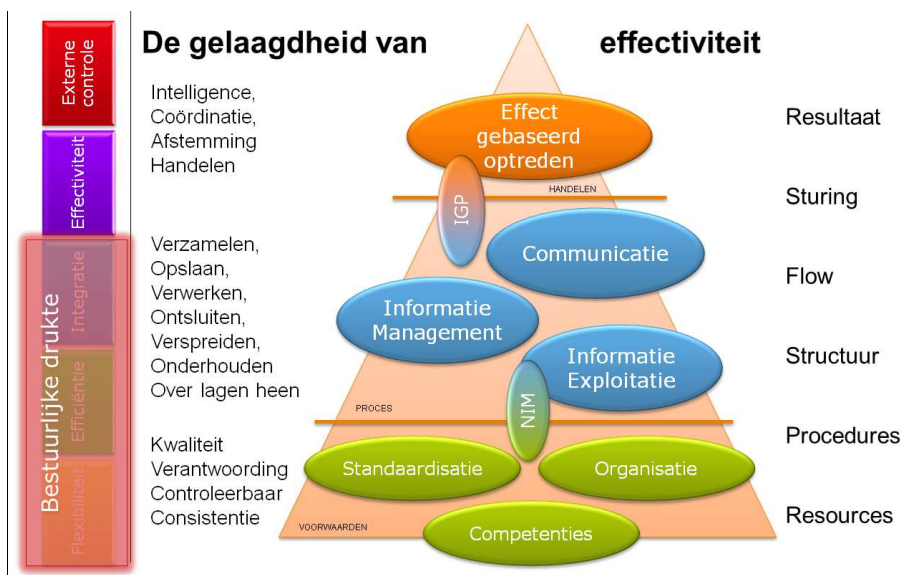 De gelaagdheid van effectiviteit
Externe
controle
Effectiviteit
Integratie
Efficiëntie
Flexibiliteit
Bestuurlijke drukte
Intelligence,
Coördinatie,
Afstemming
Handelen
Verzamelen,
Opslaan,
Verwerken,
Ontsluiten,
Verspreiden,
Onderhouden
Over lagen heen
Kwaliteit
Verantwoording
Controleerbaar
Consistentie
Effect
gebaseerd
optreden
HANDELEN
IGP
Communicatie
Informatie
Management
Informatie
Exploitatie
PROCES
NIM
Standaardisatie
Organisatie
VOORWAARDEN
Competenties
Resultaat
Sturing
Flow
Structuur
Procedures
Resources